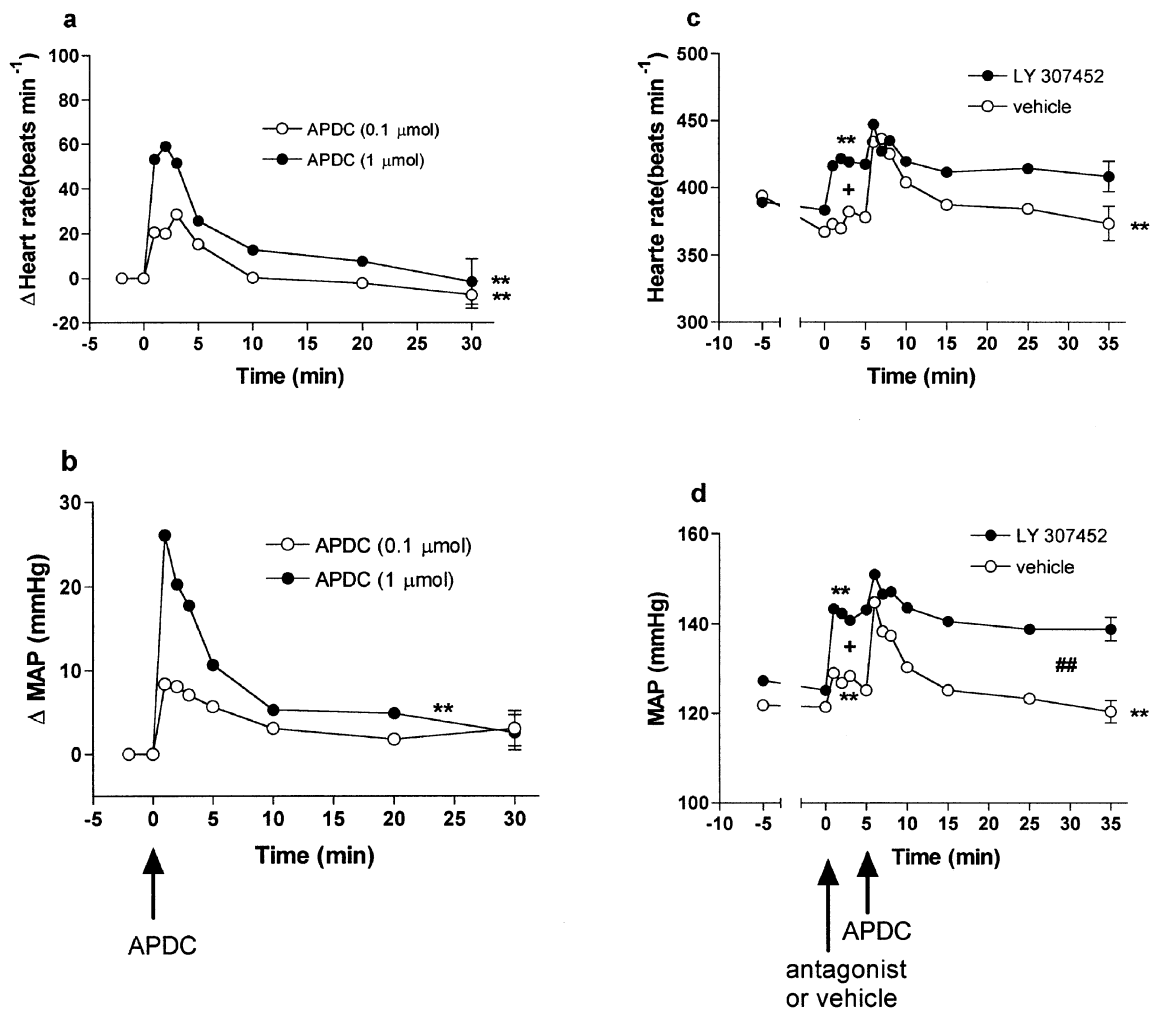 a
ΔHeart rate(beats min⁻¹)
100
80
60
40
20
0
-20
APDC (0.1 μmol)
APDC (1 μmol)
**
**
-5 0 5 10 15 20 25 30
Time (min)
c
Hearte rate(beats min⁻¹)
500
450
400
350
300
LY 307452
vehicle
**
+
**
-10 -5 0 5 10 15 20 25 30 35
Time (min)
b
Δ MAP (mmHg)
30
20
10
0
APDC (0.1 μmol)
APDC (1 μmol)
**
-5 0 5 10 15 20 25 30
Time (min)
APDC
d
MAP (mmHg)
160
140
120
100
LY 307452
vehicle
**
+
**
##
**
-10 -5 0 5 10 15 20 25 30 35
Time (min)
APDC
antagonist
or vehicle